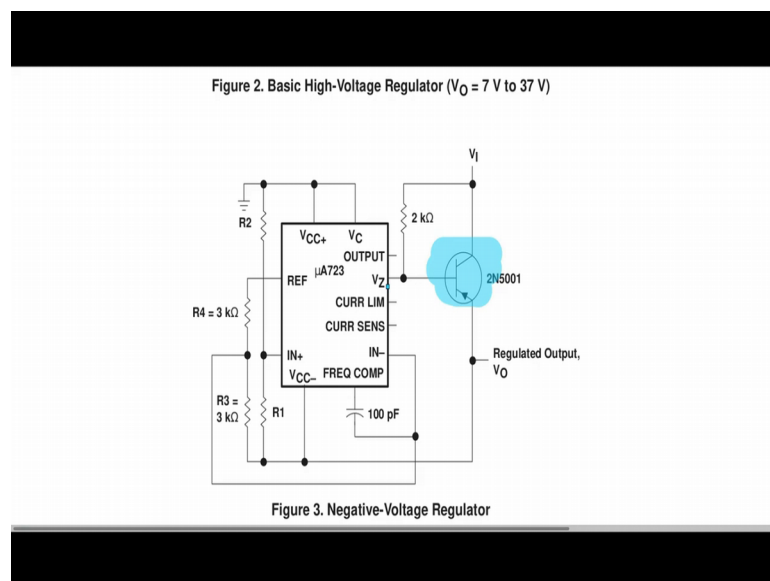 Figure 2. Basic High-Voltage Regulator (VO = 7 V to 37 V)
VI
R2
2 kΩ
VCC+ VC
OUTPUT
μA723
REF
VZ
2N5001
CURR LIM
R4 = 3 kΩ
CURR SENS
IN+
IN–
Regulated Output,
VO
VCC– FREQ COMP
R3 =
3 kΩ
R1
100 pF
Figure 3. Negative-Voltage Regulator